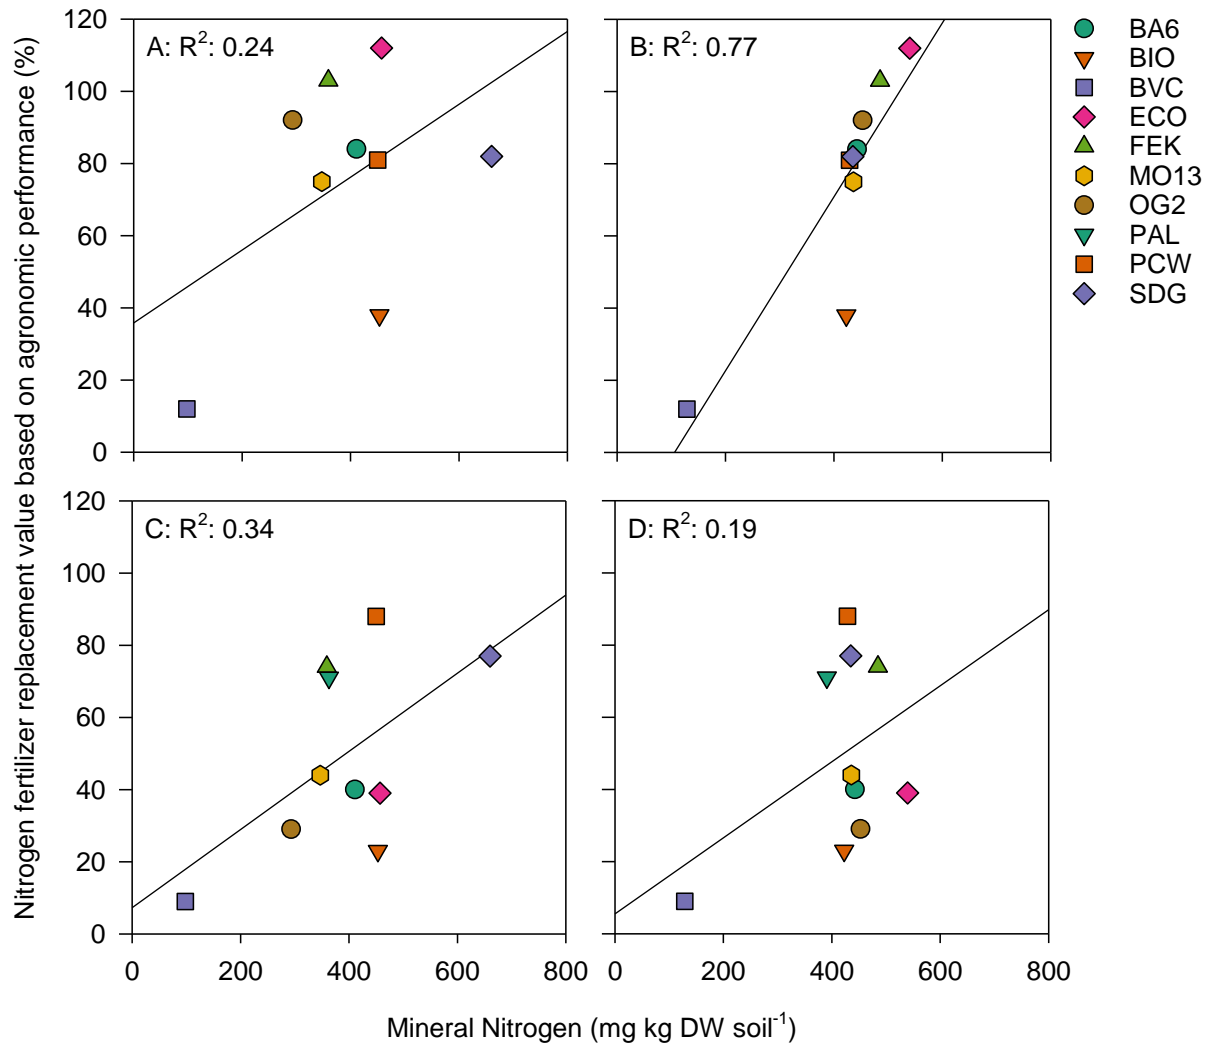 Nitrogen fertilizer replacement value based on agronomic performance (%)
120
100
80
60
40
20
0
A: R²: 0.24
B: R²: 0.77
BA6
BIO
BVC
ECO
FEK
MO13
OG2
PAL
PCW
SDG
120
100
80
60
40
20
0
C: R²: 0.34
D: R²: 0.19
0 200 400 600 800
0 200 400 600 800
Mineral Nitrogen (mg kg DW soil⁻¹)